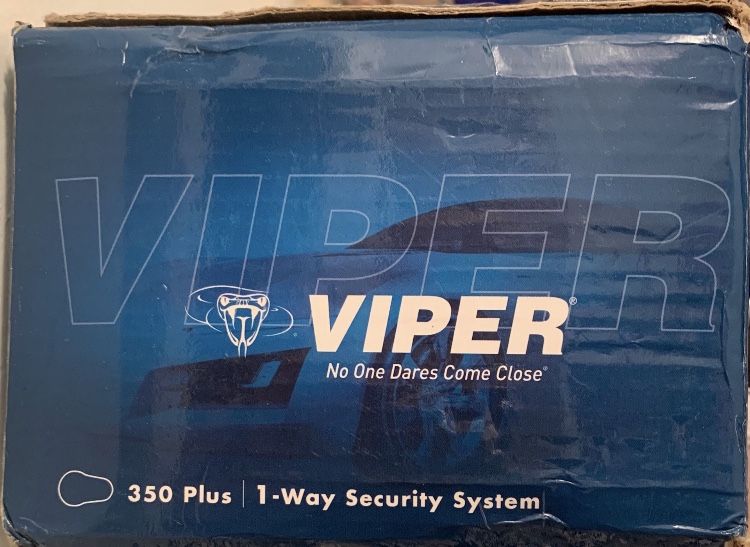 VIPER
VIPER®
No One Dares Come Close®
350 Plus | 1-Way Security System